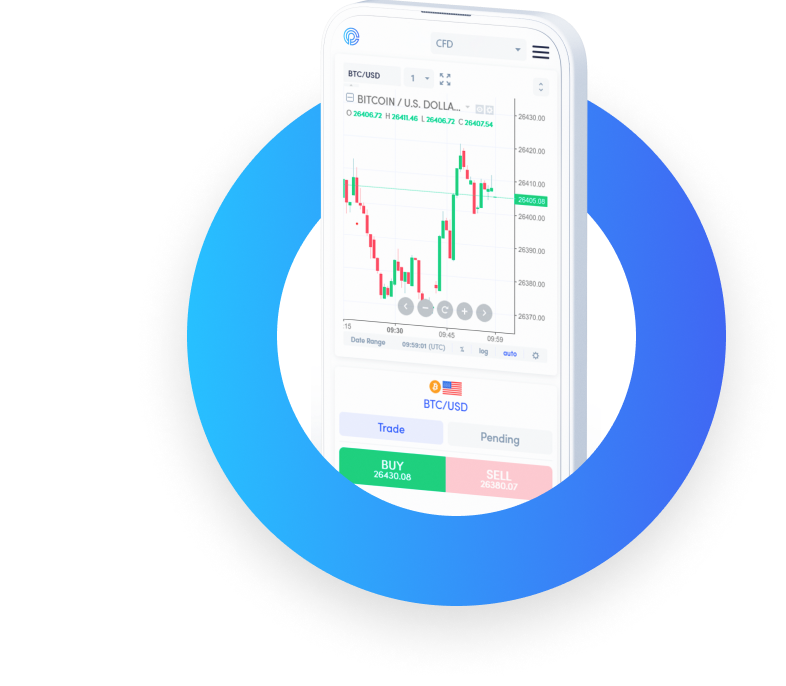 CFD
BTC/USD 1
BITCOIN / U.S. DOLLA...
O 26406.72 H 26411.46 L 26406.72 C 26407.54
26430.00
26420.00
26410.00
26405.08
26400.00
26390.00
26380.00
26370.00
:15 09:30 09:45 09:59
Date Range 09:59:01 (UTC) % log auto
BTC/USD
Trade Pending
BUY SELL
26430.08 26380.07